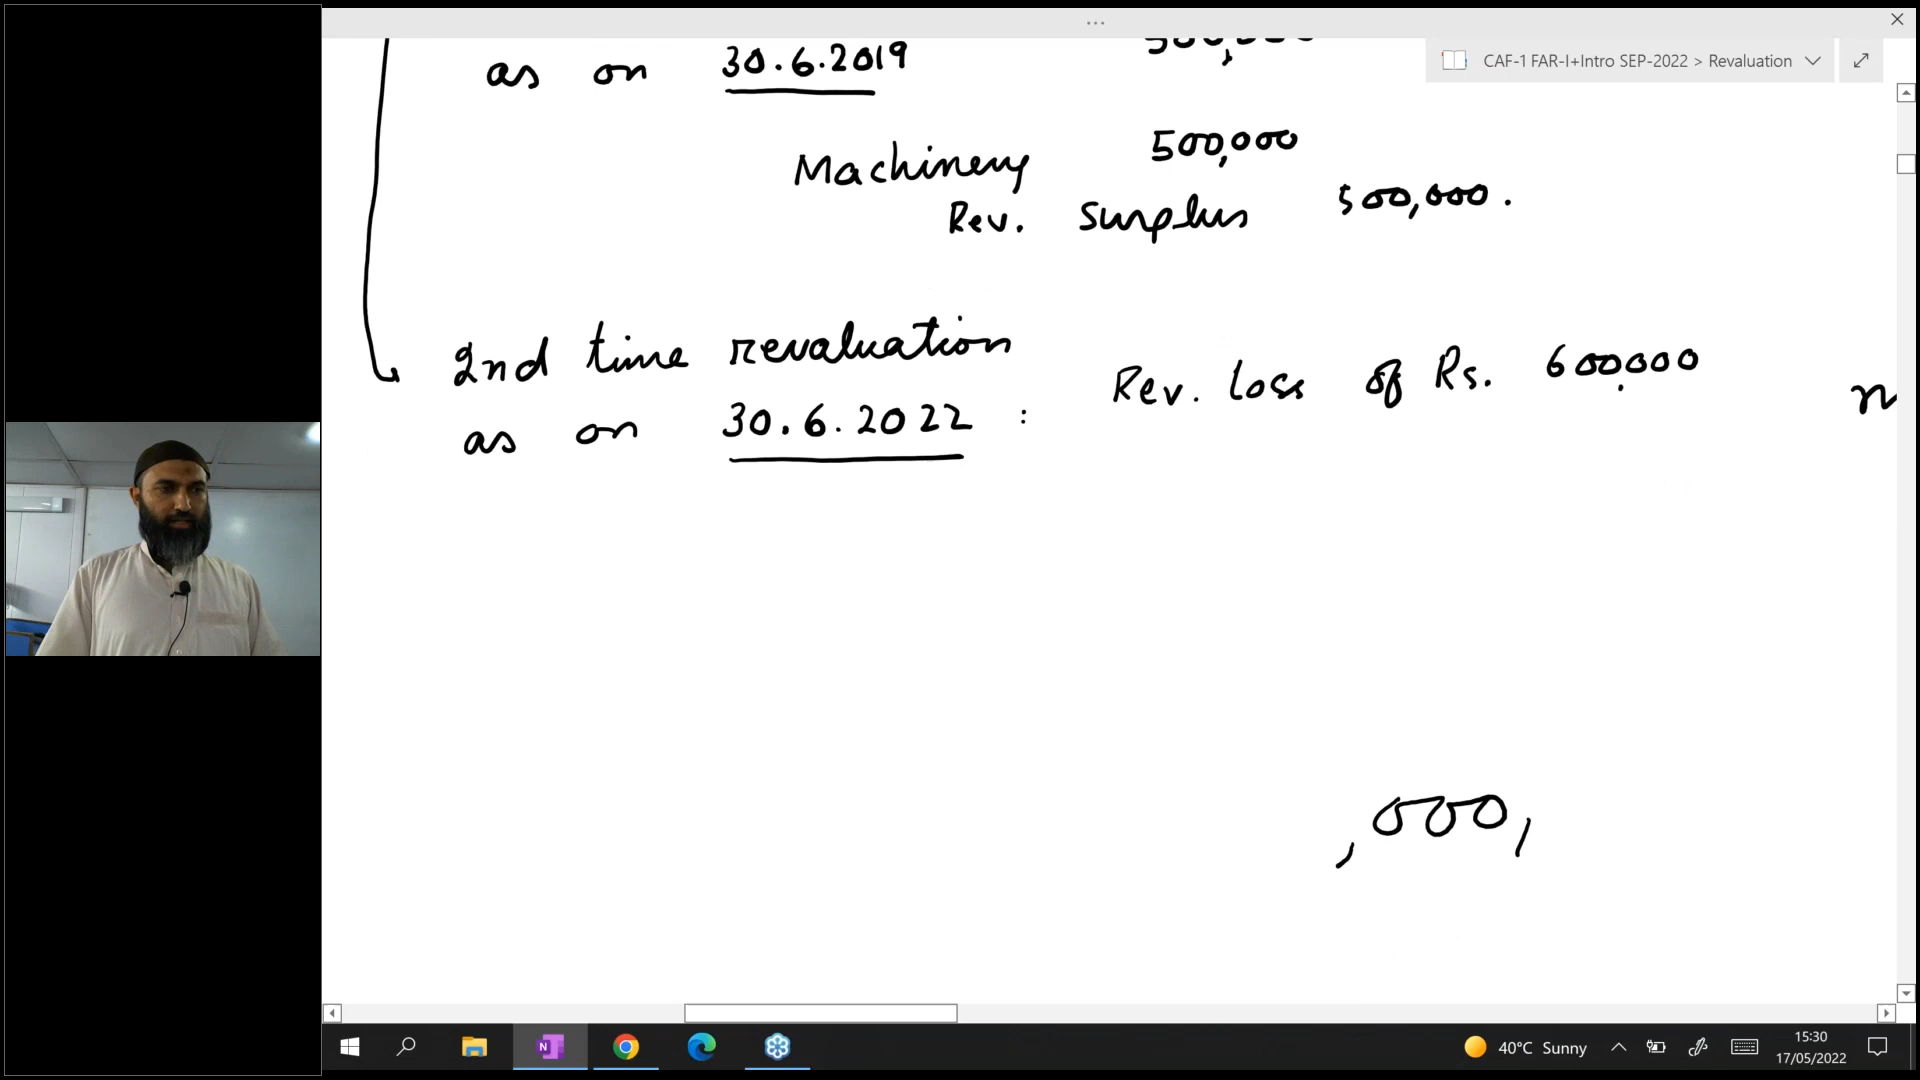 CAF-1 FAR-I+Intro SEP-2022 > Revaluation
as on 30.6.2019
Machinery 500,000
Rev. Surplus 500,000.
2nd time revaluation
as on 30.6.2022 :
Rev. loss of Rs. 600,000
,000,
40°C Sunny
15:30
17/05/2022